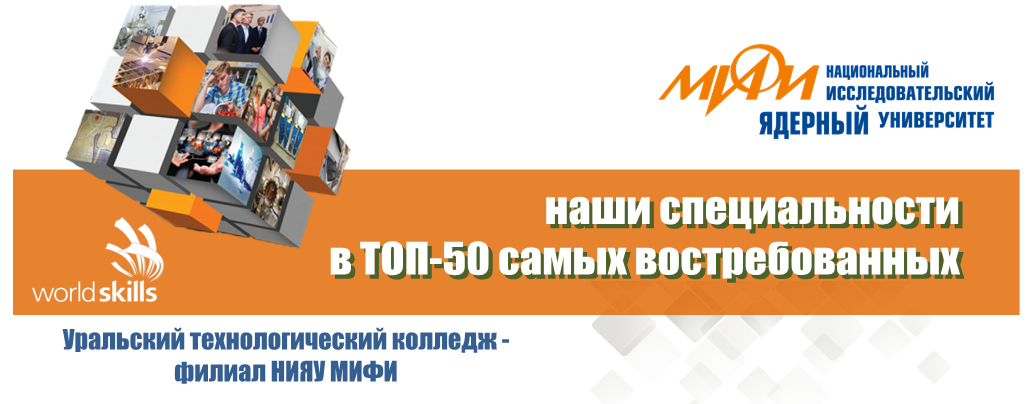 МИФИ
НАЦИОНАЛЬНЫЙ
ИССЛЕДОВАТЕЛЬСКИЙ
ЯДЕРНЫЙ УНИВЕРСИТЕТ
наши специальности
в ТОП-50 самых востребованных
worldskills
Уральский технологический колледж -
филиал НИЯУ МИФИ